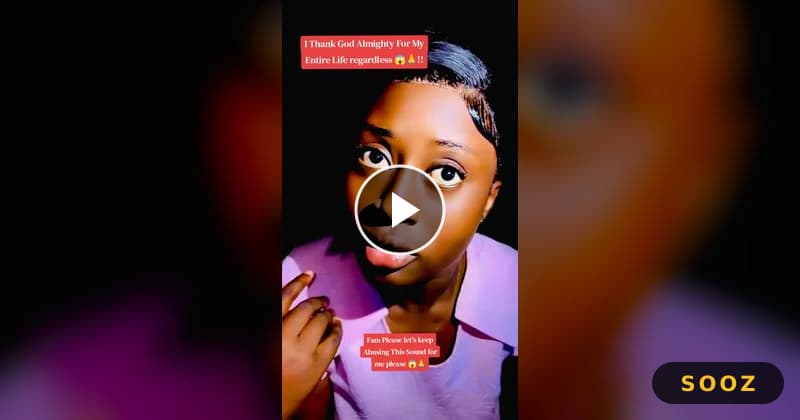 I Thank God Almighty For My
Entire Life regardless 😱🙏!!
Fam Please let's keep
Abusing This Sound for
me please 😱🙏
SOOZ